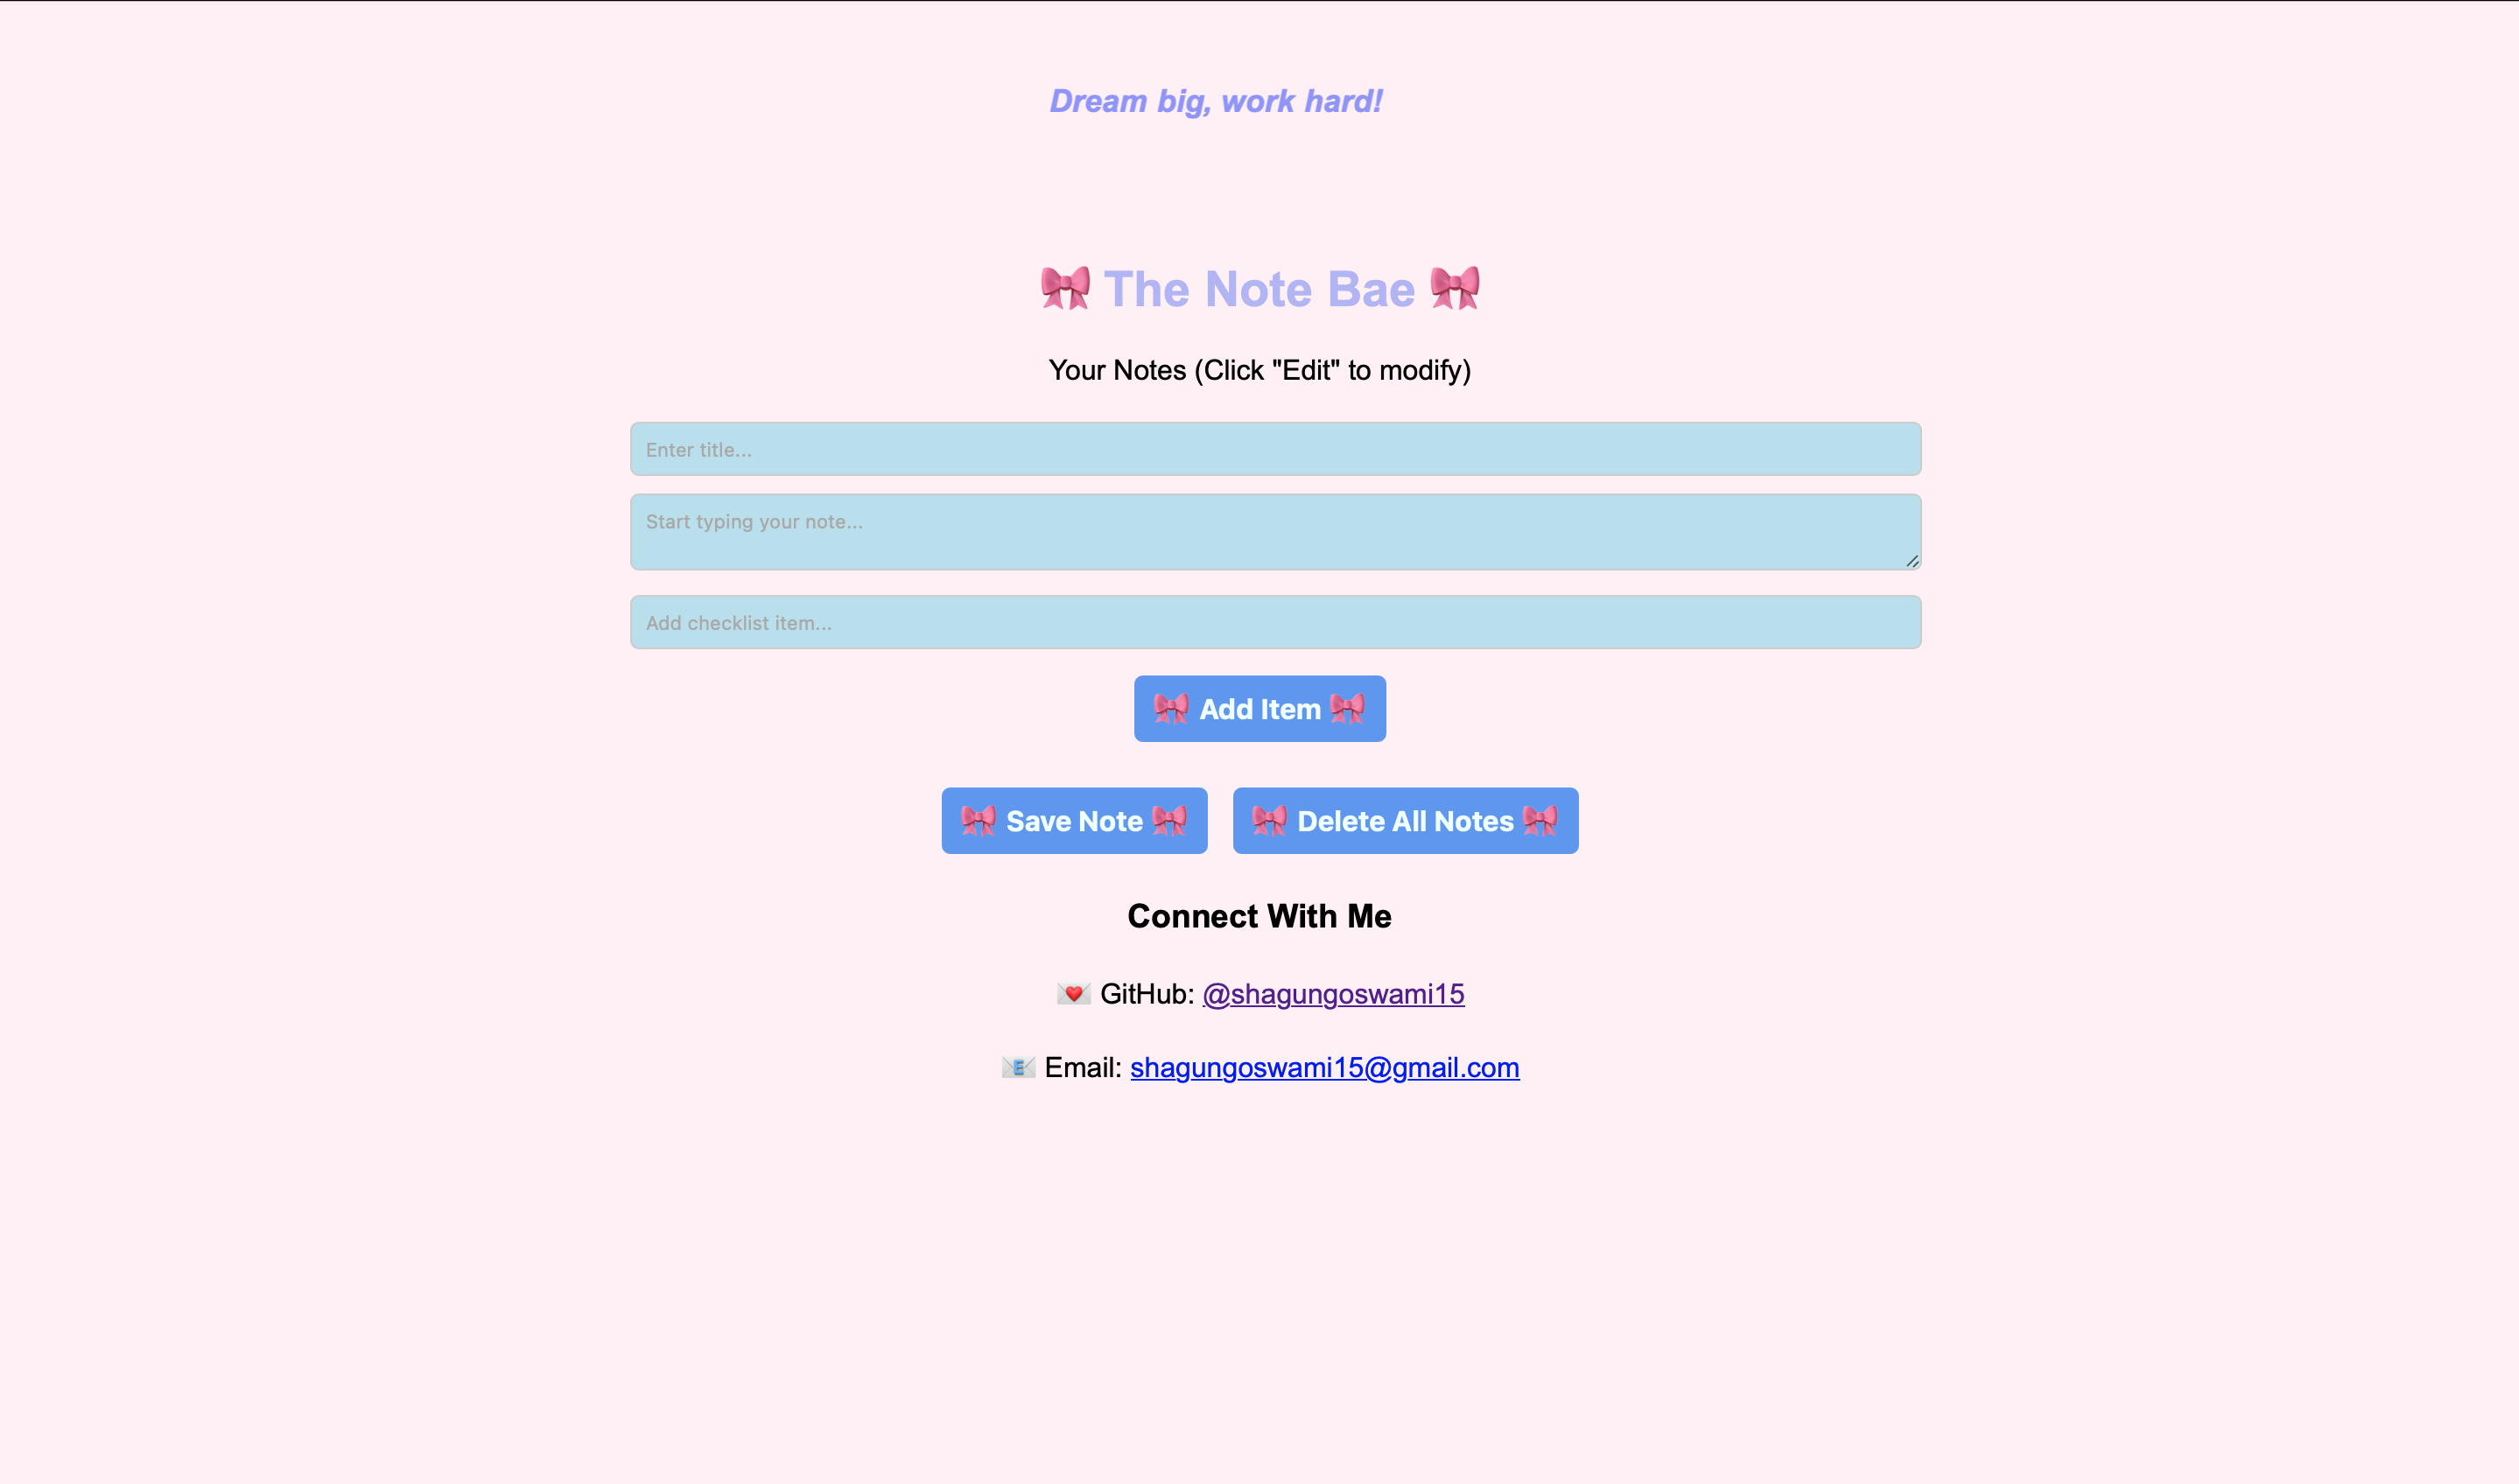 Dream big, work hard!
🎀 The Note Bae 🎀
Your Notes (Click "Edit" to modify)
Enter title...
Start typing your note...
Add checklist item...
🎀 Add Item 🎀
🎀 Save Note 🎀 🎀 Delete All Notes 🎀
Connect With Me
💌 GitHub: @shagungoswami15
📧 Email: shagungoswami15@gmail.com